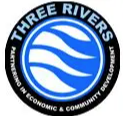 THREE RIVERS
PARTNERING IN ECONOMIC & COMMUNITY DEVELOPMENT